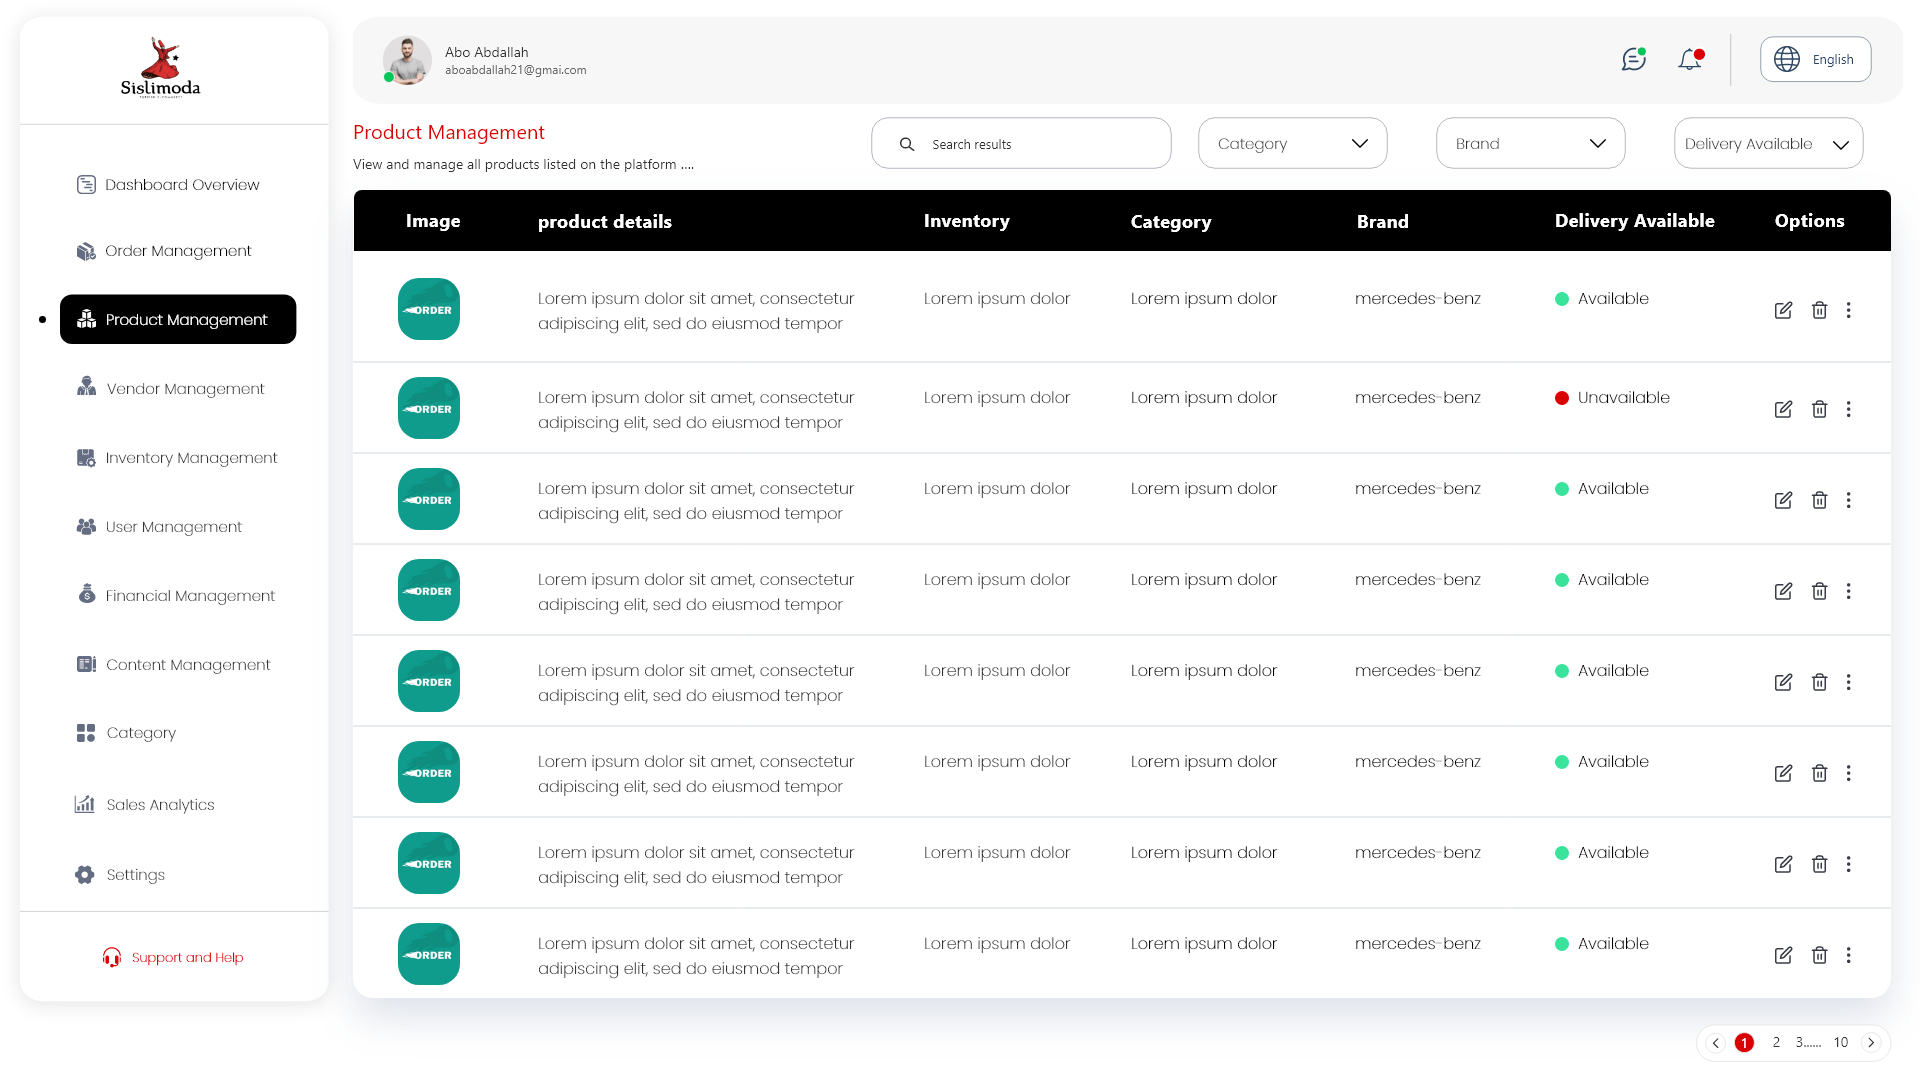 Sislimoda
Dashboard Overview
Order Management
Product Management
Vendor Management
Inventory Management
User Management
Financial Management
Content Management
Category
Sales Analytics
Settings
Support and Help
Abo Abdallah
aboabdallah21@gmai.com
English
Product Management
View and manage all products listed on the platform ....
Search results
Category
Brand
Delivery Available
Image product details Inventory Category Brand Delivery Available Options
ORDER
Lorem ipsum dolor sit amet, consectetur
adipiscing elit, sed do eiusmod tempor
Lorem ipsum dolor
Lorem ipsum dolor
mercedes-benz
Available
ORDER
Lorem ipsum dolor sit amet, consectetur
adipiscing elit, sed do eiusmod tempor
Lorem ipsum dolor
Lorem ipsum dolor
mercedes-benz
Unavailable
ORDER
Lorem ipsum dolor sit amet, consectetur
adipiscing elit, sed do eiusmod tempor
Lorem ipsum dolor
Lorem ipsum dolor
mercedes-benz
Available
ORDER
Lorem ipsum dolor sit amet, consectetur
adipiscing elit, sed do eiusmod tempor
Lorem ipsum dolor
Lorem ipsum dolor
mercedes-benz
Available
ORDER
Lorem ipsum dolor sit amet, consectetur
adipiscing elit, sed do eiusmod tempor
Lorem ipsum dolor
Lorem ipsum dolor
mercedes-benz
Available
ORDER
Lorem ipsum dolor sit amet, consectetur
adipiscing elit, sed do eiusmod tempor
Lorem ipsum dolor
Lorem ipsum dolor
mercedes-benz
Available
ORDER
Lorem ipsum dolor sit amet, consectetur
adipiscing elit, sed do eiusmod tempor
Lorem ipsum dolor
Lorem ipsum dolor
mercedes-benz
Available
ORDER
Lorem ipsum dolor sit amet, consectetur
adipiscing elit, sed do eiusmod tempor
Lorem ipsum dolor
Lorem ipsum dolor
mercedes-benz
Available
1 2 3...... 10